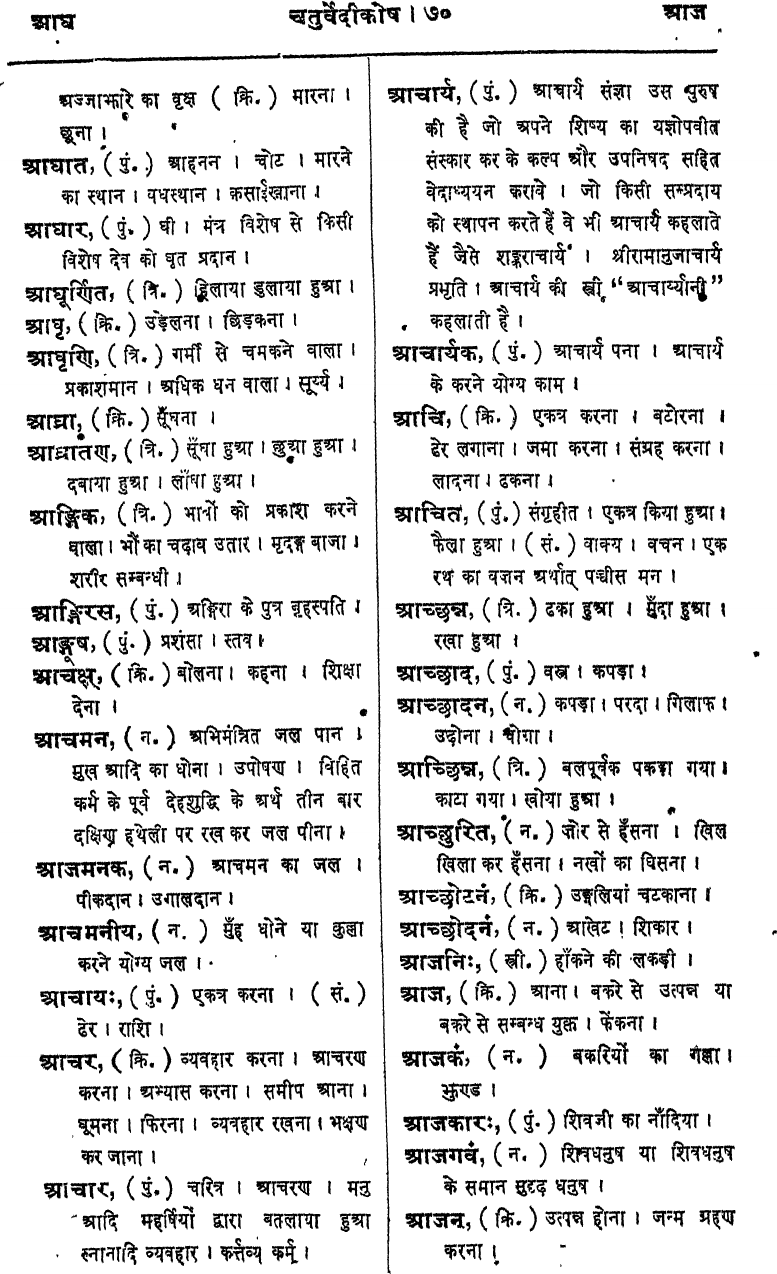 आघ
चतुर्वेदीकोष । ७०
आज
अज्जाझारे का वृक्ष ( क्रि. ) मारना ।
छूना ।
आघात, ( पुं. ) आहनन । चोट । मारने
का स्थान । वधस्थान । कसाईखाना ।
आघार, ( पुं. ) घी । मंत्र विशेष से किसी
विशेष देव को घृत प्रदान ।
आघूर्णित, ( त्रि. ) हिलाया डुलाया हुआ ।
आघृ, ( क्रि. ) उड़ेलना । छिड़कना ।
आघृणि, ( त्रि. ) गर्मी से चमकने वाला ।
प्रकाशमान । अधिक धन वाला । सूर्य्य ।
आघ्रा, ( क्रि. ) सूँघना ।
आघ्रातण, ( त्रि. ) सूँघा हुआ । छुआ हुआ ।
दबाया हुआ । लाँघा हुआ ।
आङ्गिक, ( त्रि. ) भावों को प्रकाश करने
वाला । भौं का चढ़ाव उतार । मृदङ्ग बाजा ।
शरीर सम्बन्धी ।
आङ्गिरस, ( पुं. ) अङ्गिरा के पुत्र बृहस्पति ।
आङ्गूष, ( पुं. ) प्रशंसा । स्तव ।
आचक्ष्, ( क्रि. ) बोलना । कहना । शिक्षा
देना ।
आचमन, ( न. ) अभिमंत्रित जल पान ।
मुख आदि का धोना । उपोषण । विहित
कर्म के पूर्व देहशुद्धि के अर्थ तीन बार
दक्षिण हथेली पर रख कर जल पीना ।
आजमनक, ( न. ) आचमन का जल ।
पीकदान । उगालदान ।
आचमनीय, ( न. ) मुँह धोने या कुल्ला
करने योग्य जल ।
आचायः, ( पुं. ) एकत्र करना । ( सं. )
ढेर । राशि ।
आचर, ( क्रि. ) व्यवहार करना । आचरण
करना । अभ्यास करना । समीप आना ।
घूमना । फिरना । व्यवहार रखना । भक्षण
कर जाना ।
आचार, ( पुं. ) चरित्र । आचरण । मनु
आदि महर्षियों द्वारा बतलाया हुआ
स्नानादि व्यवहार । कर्त्तव्य कर्म ।
आचार्य, ( पुं. ) आचार्य संज्ञा उस पुरुष
की है जो अपने शिष्य का यज्ञोपवीत
संस्कार कर के कल्प और उपनिषद सहित
वेदाध्ययन करावे । जो किसी सम्प्रदाय
को स्थापन करते हैं वे भी आचार्य कहलाते
हैं जैसे शङ्कराचार्य । श्रीरामानुजाचार्य
प्रभृति । आचार्य की स्त्री "आचार्य्यानी"
कहलाती है ।
आचार्यक, ( पुं. ) आचार्य पना । आचार्य
के करने योग्य काम ।
आचि, ( क्रि. ) एकत्र करना । बटोरना ।
ढेर लगाना । जमा करना । संग्रह करना ।
लादना । ढकना ।
आचित, ( पुं. ) संगृहीत । एकत्र किया हुआ ।
फैला हुआ । ( सं. ) वाक्य । वचन । एक
रथ का वज़न अर्थात् पच्चीस मन ।
आच्छन्न, ( त्रि. ) ढका हुआ । मुँदा हुआ ।
रखा हुआ ।
आच्छाद, ( पुं. ) वस्त्र । कपड़ा ।
आच्छादन, ( न. ) कपड़ा । परदा । गिलाफ ।
उढ़ोना । चोगा ।
आच्छिन्न, ( त्रि. ) बलपूर्वक पकड़ा गया ।
काटा गया । खोया हुआ ।
आच्छुरित, ( न. ) ज़ोर से हँसना । खिल
खिला कर हँसना । नखों का घिसना ।
आच्छोटनं, ( क्रि. ) उङ्गलियां चटकाना ।
आच्छोदनं, ( न. ) आखेट । शिकार ।
आजनिः, ( स्त्री. ) हाँकने की लकड़ी ।
आज, ( क्रि. ) आना । बकरे से उत्पन्न या
बकरे से सम्बन्ध युक्त । फेंकना ।
आजकं, ( न. ) बकरियों का गल्ला ।
झुण्ड ।
आजकारः, ( पुं. ) शिवजी का नाँदिया ।
आजगवं, ( न. ) शिवधनुष या शिवधनुष
के समान सुदृढ़ धनुष ।
आजन, ( क्रि. ) उत्पन्न होना । जन्म ग्रहण
करना ।